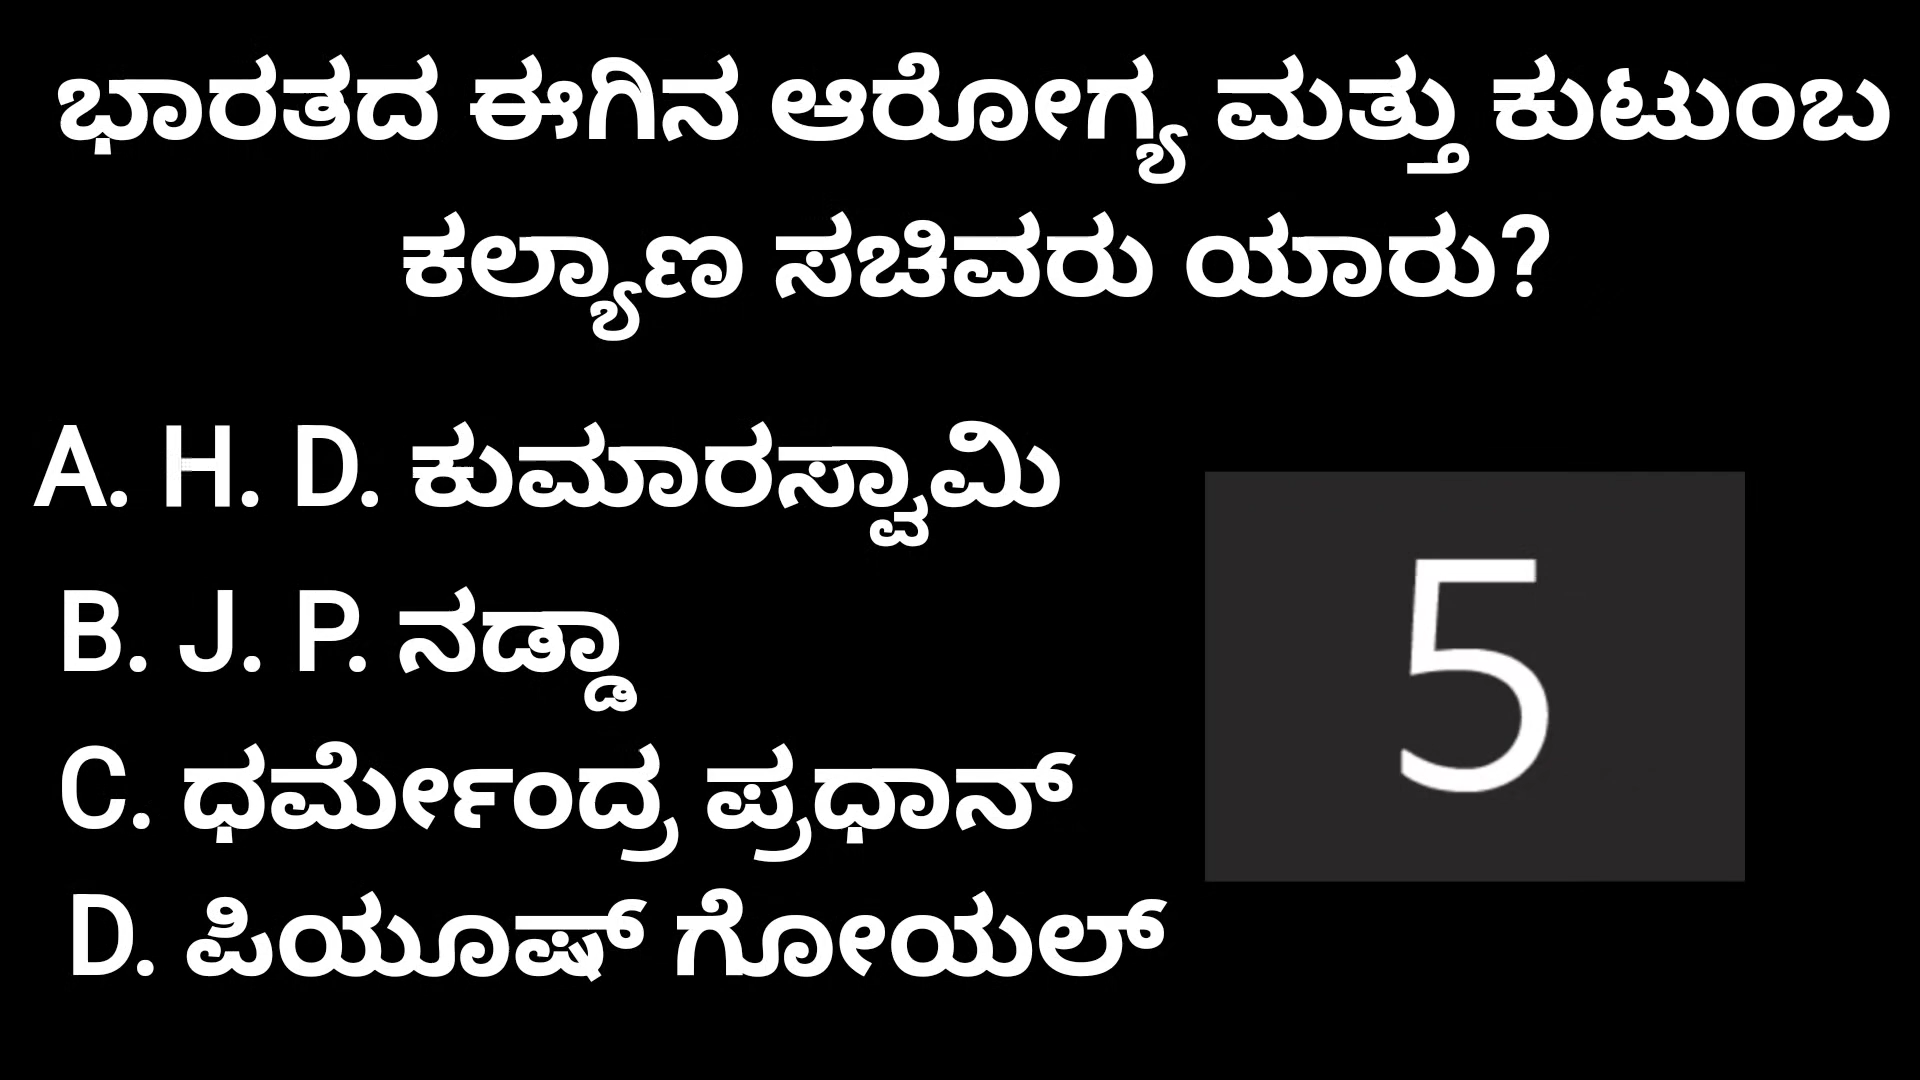 ಭಾರತದ ಈಗಿನ ಆರೋಗ್ಯ ಮತ್ತು ಕುಟುಂಬ
ಕಲ್ಯಾಣ ಸಚಿವರು ಯಾರು?
A. H. D. ಕುಮಾರಸ್ವಾಮಿ
B. J. P. ನಡ್ಡಾ
C. ಧರ್ಮೇಂದ್ರ ಪ್ರಧಾನ್
D. ಪಿಯೂಷ್ ಗೋಯಲ್
5